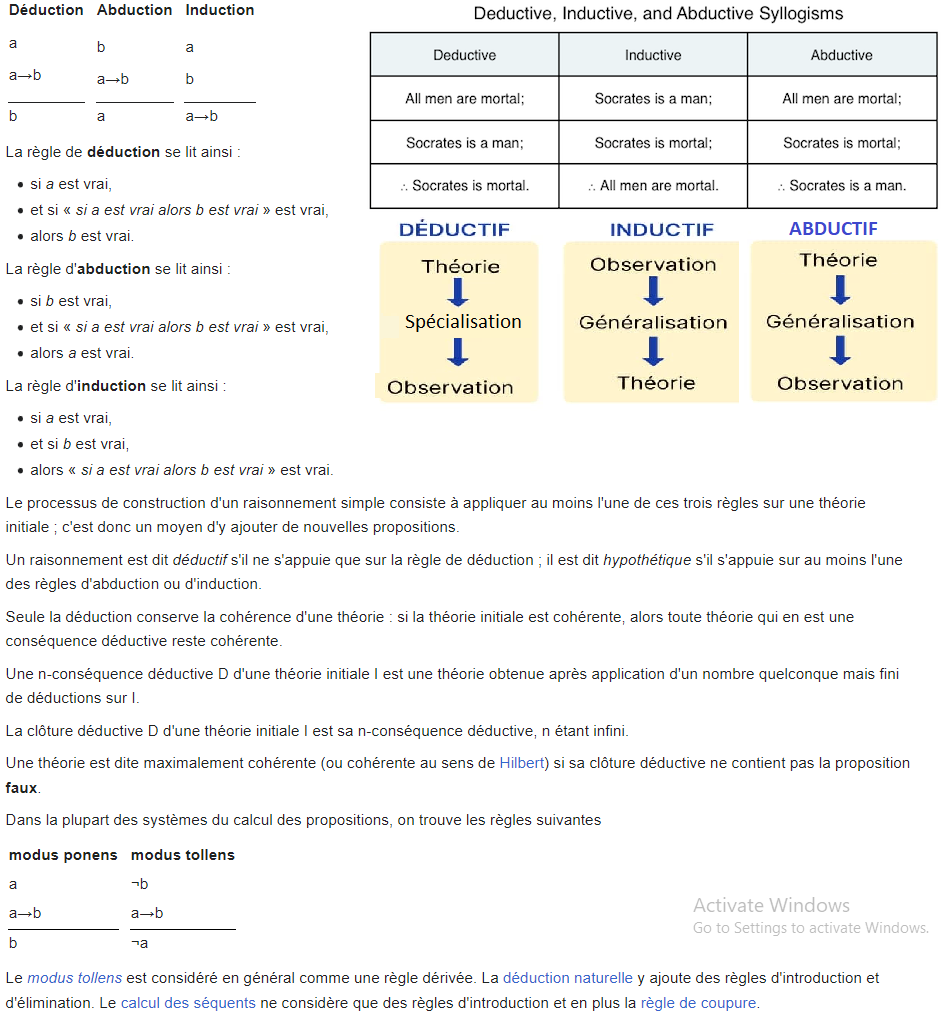 Déduction Abduction Induction
a b a
a→b a→b b
b a a→b
La règle de déduction se lit ainsi :
• si a est vrai,
• et si « si a est vrai alors b est vrai » est vrai,
• alors b est vrai.
La règle d'abduction se lit ainsi :
• si b est vrai,
• et si « si a est vrai alors b est vrai » est vrai,
• alors a est vrai.
La règle d'induction se lit ainsi :
• si a est vrai,
• et si b est vrai,
• alors « si a est vrai alors b est vrai » est vrai.
Deductive, Inductive, and Abductive Syllogisms
Deductive Inductive Abductive
All men are mortal; Socrates is a man; All men are mortal;
Socrates is a man; Socrates is mortal; Socrates is mortal;
∴ Socrates is mortal. ∴ All men are mortal. ∴ Socrates is a man.
DÉDUCTIF INDUCTIF ABDUCTIF
Théorie Observation Théorie
Spécialisation Généralisation Généralisation
Observation Théorie Observation
Le processus de construction d'un raisonnement simple consiste à appliquer au moins l'une de ces trois règles sur une théorie
initiale ; c'est donc un moyen d'y ajouter de nouvelles propositions.
Un raisonnement est dit déductif s'il ne s'appuie que sur la règle de déduction ; il est dit hypothétique s'il s'appuie sur au moins l'une
des règles d'abduction ou d'induction.
Seule la déduction conserve la cohérence d'une théorie : si la théorie initiale est cohérente, alors toute théorie qui en est une
conséquence déductive reste cohérente.
Une n-conséquence déductive D d'une théorie initiale I est une théorie obtenue après application d'un nombre quelconque mais fini
de déductions sur I.
La clôture déductive D d'une théorie initiale I est sa n-conséquence déductive, n étant infini.
Une théorie est dite maximalement cohérente (ou cohérente au sens de Hilbert) si sa clôture déductive ne contient pas la proposition
faux.
Dans la plupart des systèmes du calcul des propositions, on trouve les règles suivantes
modus ponens modus tollens
a ¬b
a→b a→b
b ¬a
Activate Windows
Go to Settings to activate Windows.
Le modus tollens est considéré en général comme une règle dérivée. La déduction naturelle y ajoute des règles d'introduction et
d'élimination. Le calcul des séquents ne considère que des règles d'introduction et en plus la règle de coupure.